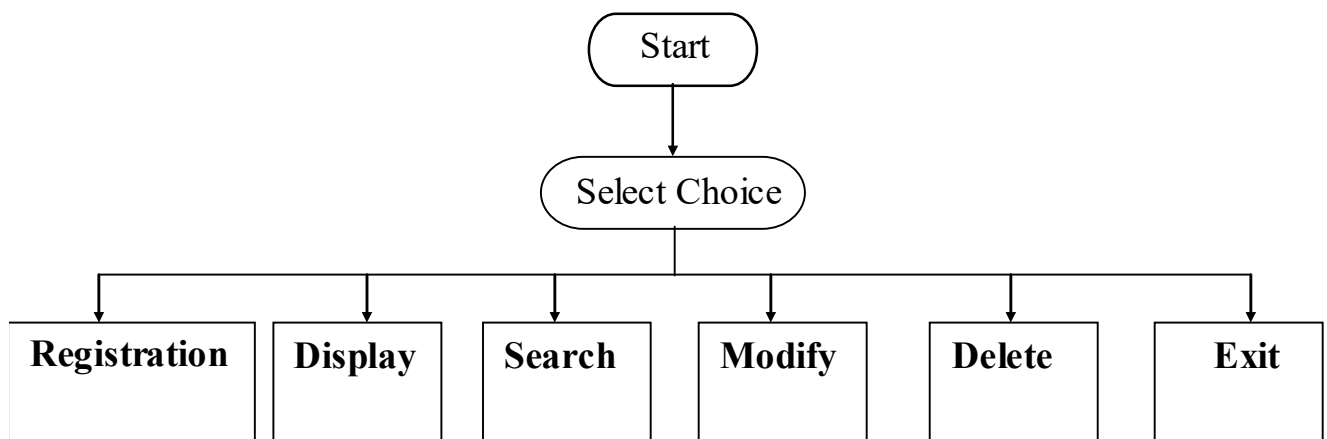 Start
Select Choice
Registration
Display
Search
Modify
Delete
Exit